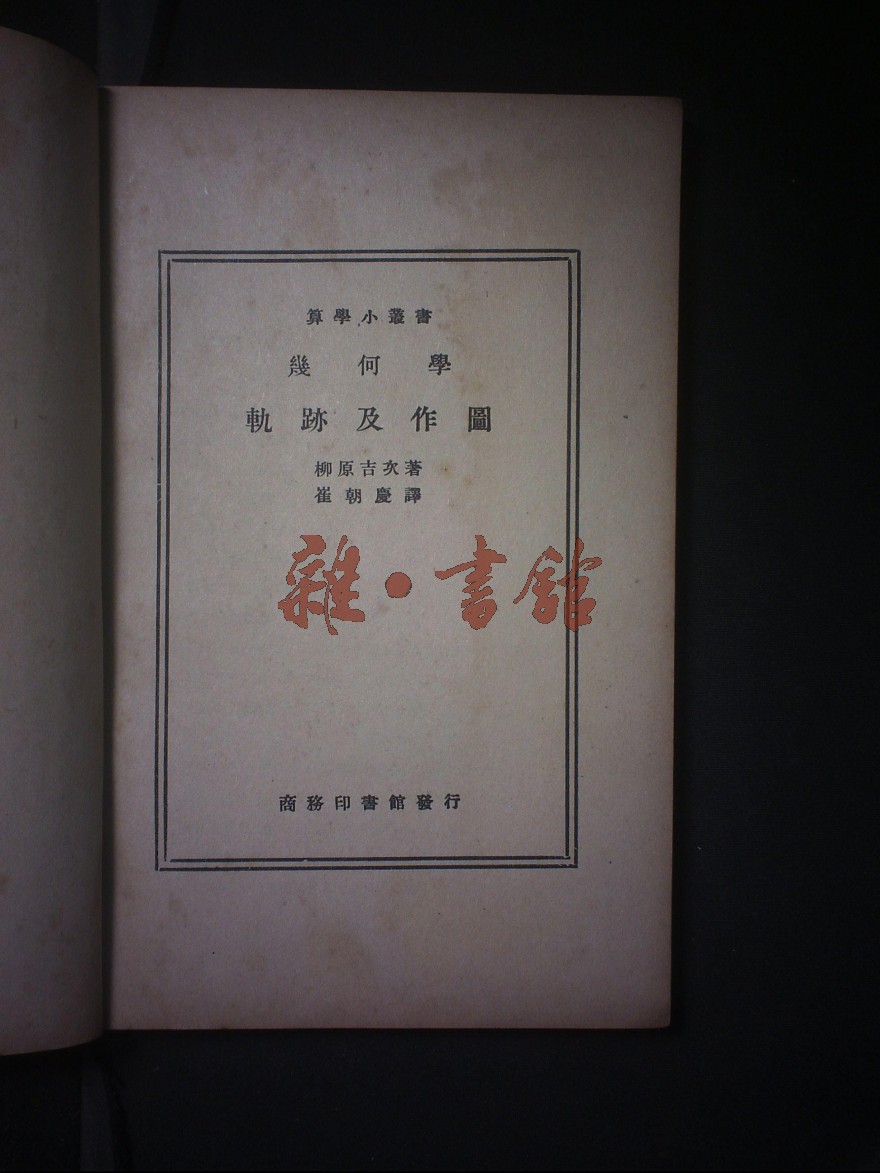 算學小叢書
幾何學
軌跡及作圖
柳原吉次著
崔朝慶譯
雜·書館
商務印書館發行